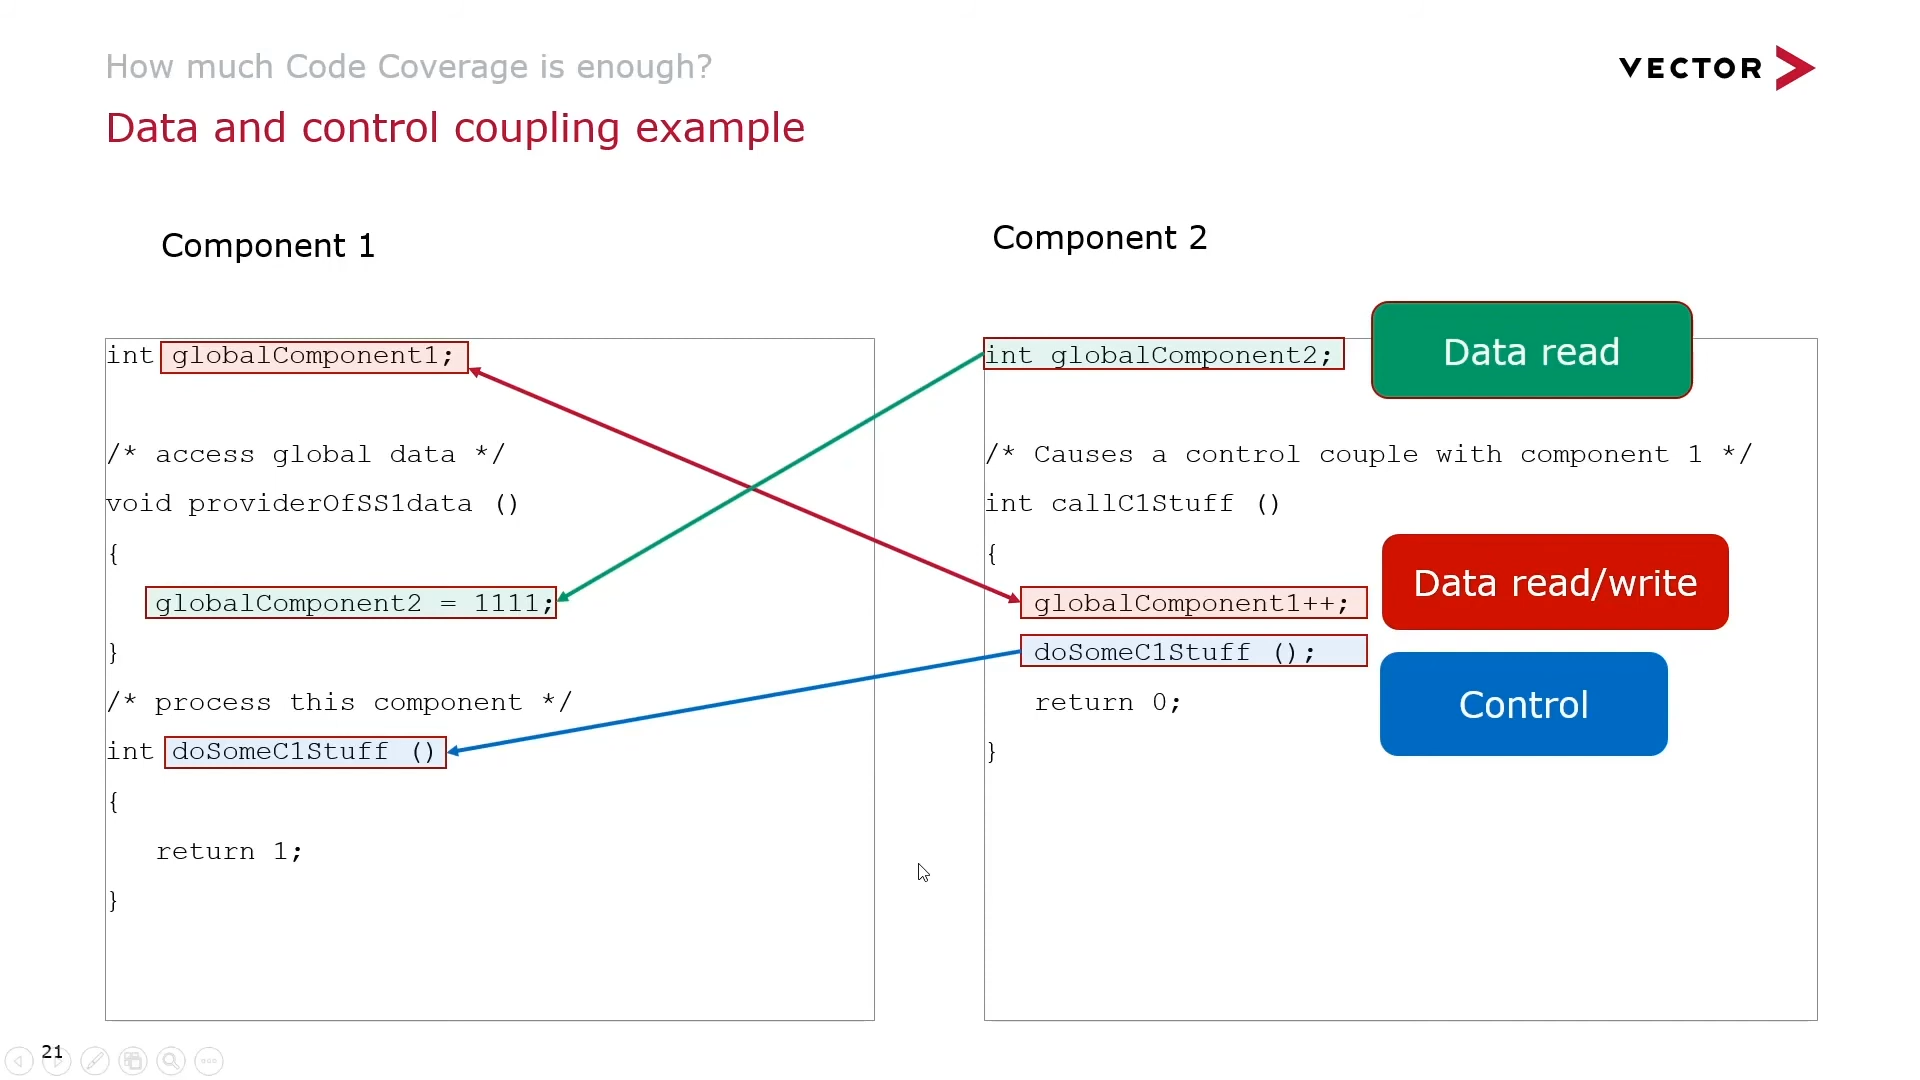 How much Code Coverage is enough?
VECTOR
Data and control coupling example
Component 1
int globalComponent1;
/* access global data */
void providerOfSS1data ()
{
globalComponent2 = 1111;
}
/* process this component */
int doSomeC1Stuff ()
{
return 1;
}
Component 2
int globalComponent2;
Data read
/* Causes a control couple with component 1 */
int callC1Stuff ()
{
globalComponent1++;
Data read/write
doSomeC1Stuff ();
Control
return 0;
}
21